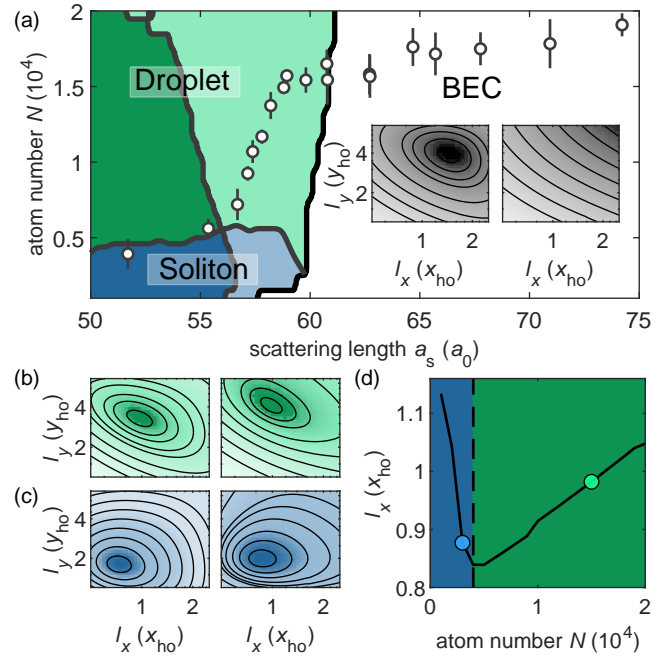 (a)
2
1.5
1
0.5
atom number N (10⁴)
Droplet
BEC
Soliton
l_y (y_ho)
4
2
1
2
1
2
l_x (x_ho)
l_x (x_ho)
50
55
60
65
70
75
scattering length a_s (a_0)
(b)
l_y (y_ho)
4
2
(c)
l_y (y_ho)
4
2
1
2
1
2
l_x (x_ho)
l_x (x_ho)
(d)
l_x (x_ho)
1.1
1
0.9
0.8
0
1
2
atom number N (10⁴)